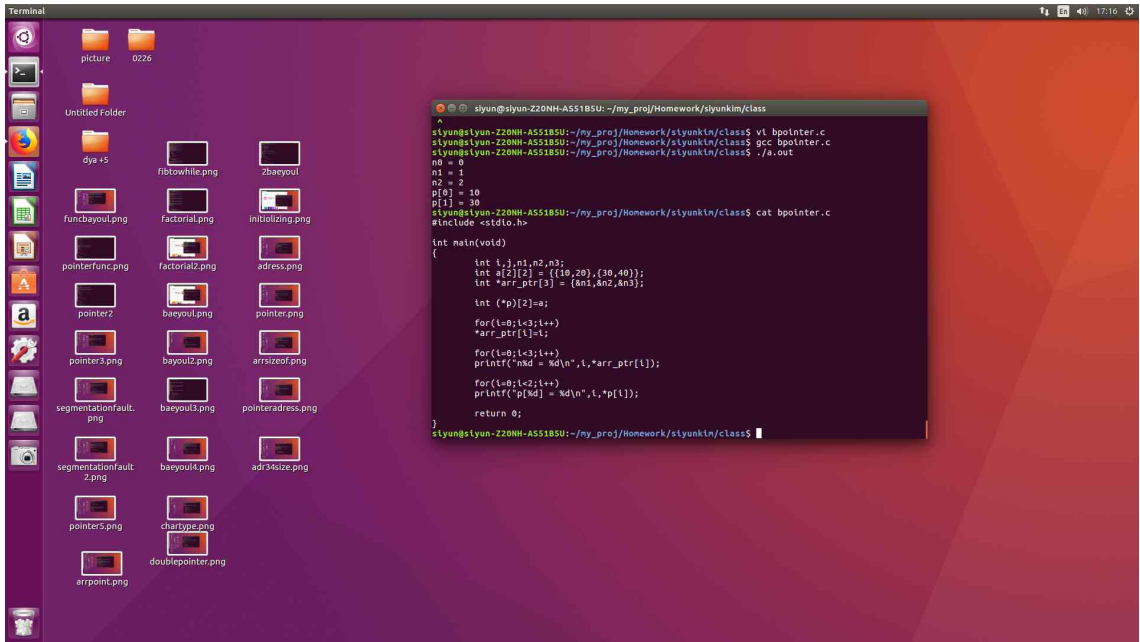 Terminal
En
17:16
picture
0226
Untitled Folder
dya +5
fibtowhile.png
2baeyoul
funcbayoul.png
factorial.png
initiolizing.png
pointerfunc.png
factorial2.png
adress.png
pointer2
baeyoul.png
pointer.png
pointer3.png
bayoul2.png
arrsizeof.png
segmentationfault.
png
baeyoul3.png
pointeradress.png
segmentationfault
2.png
baeyoul4.png
adr34size.png
pointer5.png
chartype.png
doublepointer.png
arrpoint.png
siyun@siyun-Z20NH-AS51B5U: ~/my_proj/Homework/siyunkim/class
^
siyun@siyun-Z20NH-AS51B5U:~/my_proj/Homework/siyunkim/class$ vi bpointer.c
siyun@siyun-Z20NH-AS51B5U:~/my_proj/Homework/siyunkim/class$ gcc bpointer.c
siyun@siyun-Z20NH-AS51B5U:~/my_proj/Homework/siyunkim/class$ ./a.out
n0 = 0
n1 = 1
n2 = 2
p[0] = 10
p[1] = 30
siyun@siyun-Z20NH-AS51B5U:~/my_proj/Homework/siyunkim/class$ cat bpointer.c
#include <stdio.h>
int main(void)
{
int i,j,n1,n2,n3;
int a[2][2] = {{10,20},{30,40}};
int *arr_ptr[3] = {&n1,&n2,&n3};
int (*p)[2]=a;
for(i=0;i<3;i++)
*arr_ptr[i]=i;
for(i=0;i<3;i++)
printf("n%d = %d\n",i,*arr_ptr[i]);
for(i=0;i<2;i++)
printf("p[%d] = %d\n",i,*p[i]);
return 0;
}
siyun@siyun-Z20NH-AS51B5U:~/my_proj/Homework/siyunkim/class$